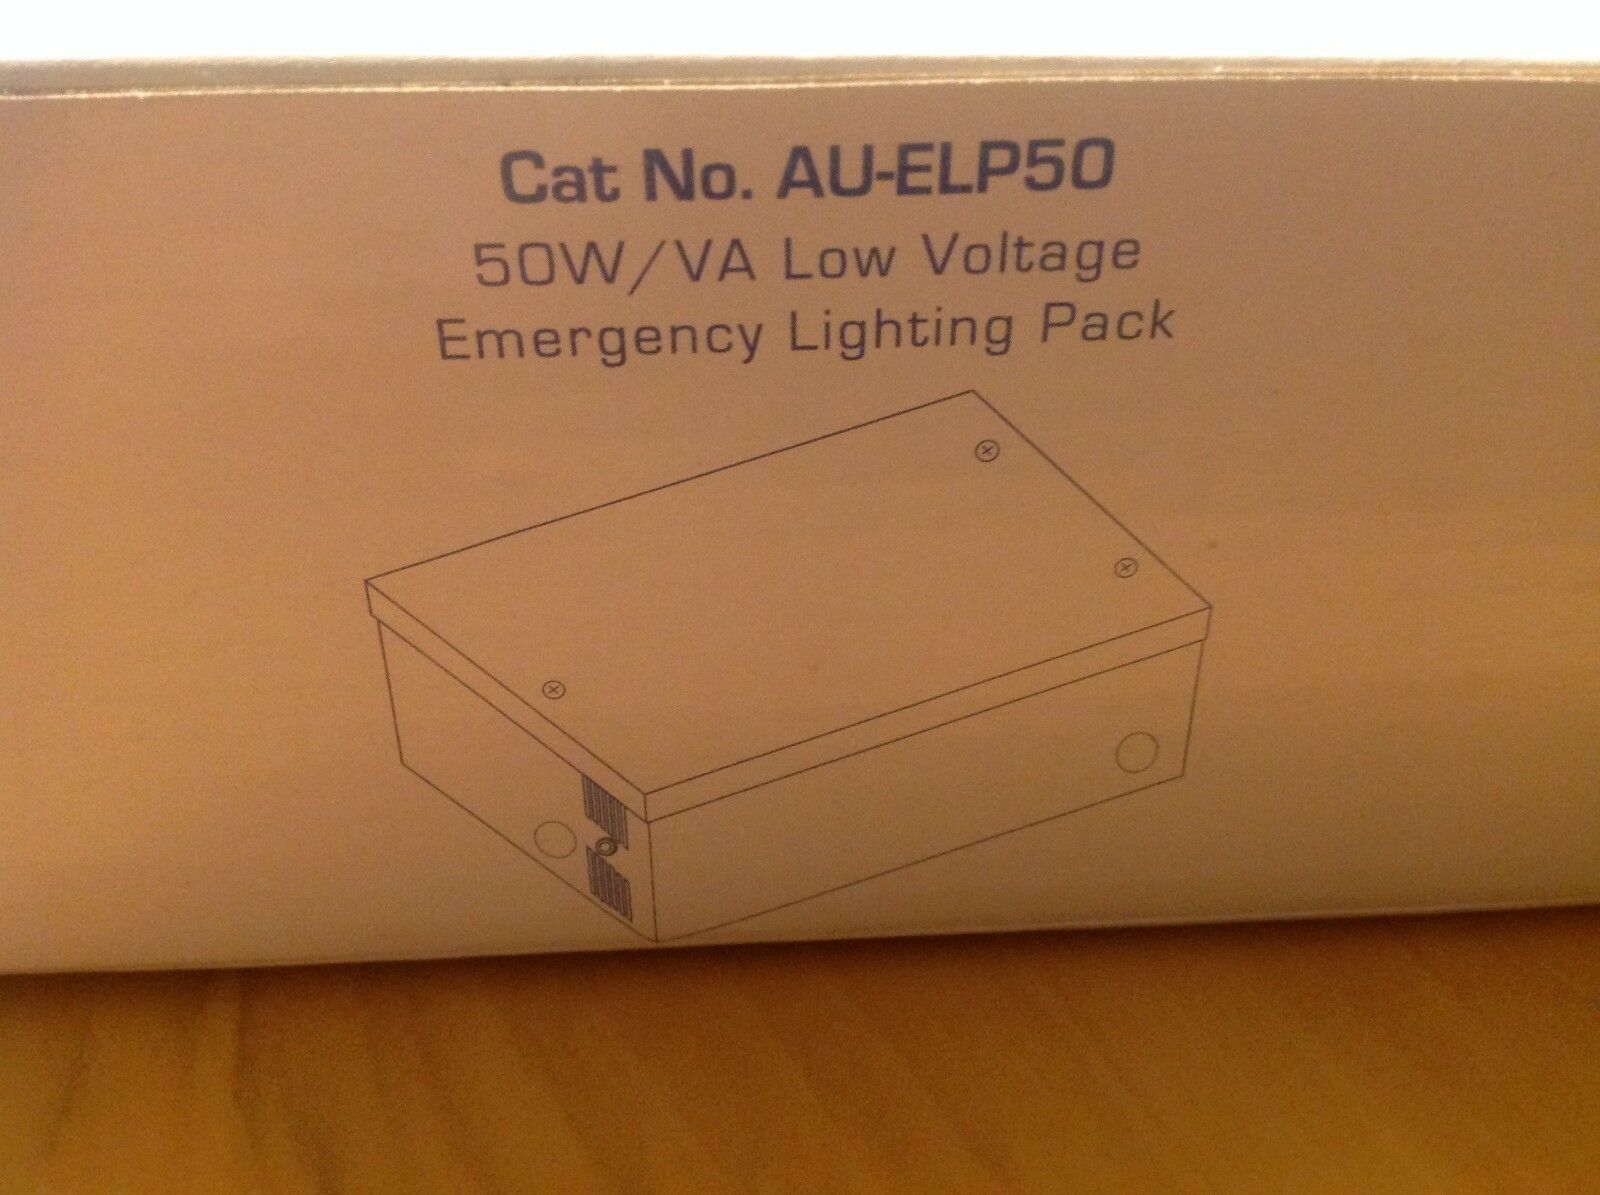 Cat No. AU-ELP50
50W/VA Low Voltage
Emergency Lighting Pack